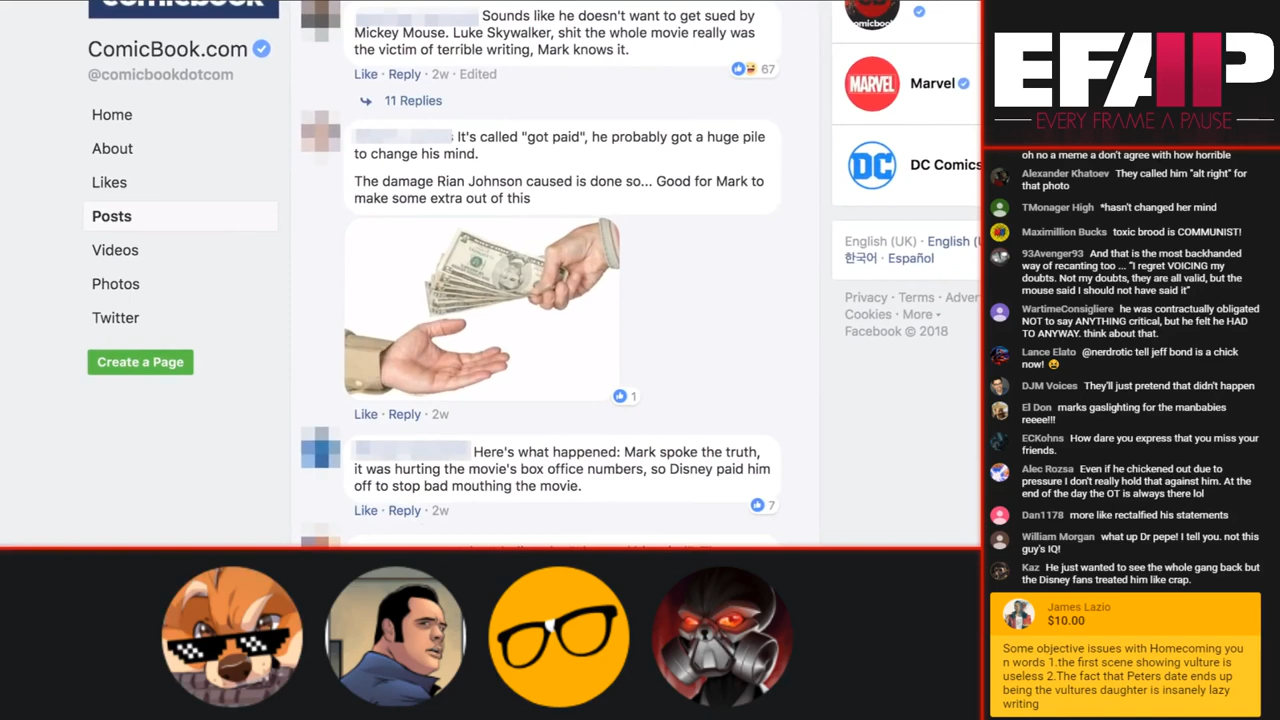 comicbook
ComicBook.com
@comicbookdotcom
Home
About
Likes
Posts
Videos
Photos
Twitter
Create a Page
Sounds like he doesn't want to get sued by
Mickey Mouse. Luke Skywalker, shit the whole movie really was
the victim of terrible writing, Mark knows it.
67
Like · Reply · 2w · Edited
11 Replies
It's called "got paid", he probably got a huge pile
to change his mind.
The damage Rian Johnson caused is done so... Good for Mark to
make some extra out of this
1
Like · Reply · 2w
Here's what happened: Mark spoke the truth,
it was hurting the movie's box office numbers, so Disney paid him
off to stop bad mouthing the movie.
7
Like · Reply · 2w
comicbook
MARVEL
Marvel
DC
DC Comics
English (UK) · English (
한국어 · Español
Privacy · Terms · Adver
Cookies · More
Facebook © 2018
EFAP
EVERY FRAME A PAUSE
oh no a meme a don't agree with how horrible
Alexander Khatoev They called him "alt right" for
that photo
TMonager High *hasn't changed her mind
Maximillion Bucks toxic brood is COMMUNIST!
93Avenger93 And that is the most backhanded
way of recanting too ... "I regret VOICING my
doubts. Not my doubts, they are all valid, but the
mouse said I should not have said it"
WartimeConsigliere he was contractually obligated
NOT to say ANYTHING critical, but he felt he HAD
TO ANYWAY. think about that.
Lance Elato @nerdrotic tell jeff bond is a chick
now! 😫
DJM Voices They'll just pretend that didn't happen
El Don marks gaslighting for the manbabies
reeee!!!
ECKohns How dare you express that you miss your
friends.
Alec Rozsa Even if he chickened out due to
pressure I don't really hold that against him. At the
end of the day the OT is always there lol
Dan1178 more like rectalfied his statements
William Morgan what up Dr pepe! I tell you. not this
guy's IQ!
Kaz He just wanted to see the whole gang back but
the Disney fans treated him like crap.
James Lazio
$10.00
Some objective issues with Homecoming you
n words 1.the first scene showing vulture is
useless 2.The fact that Peters date ends up
being the vultures daughter is insanely lazy
writing